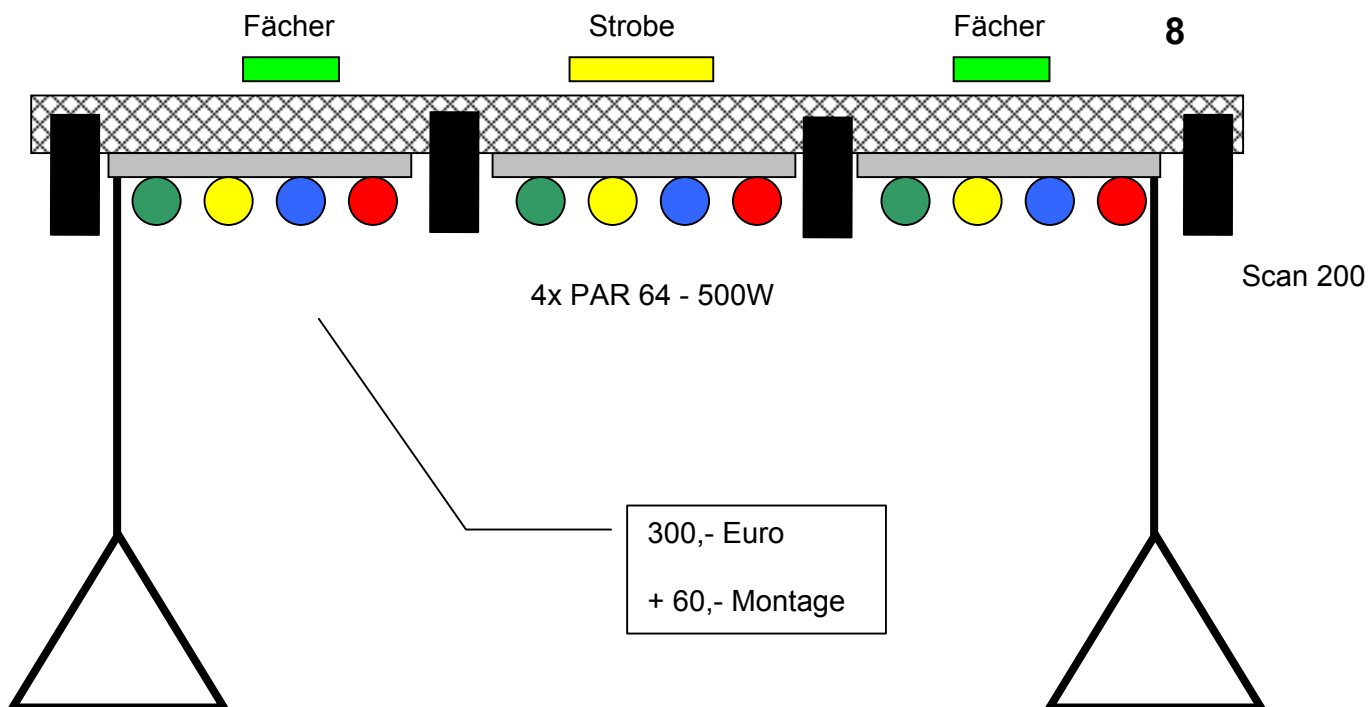 Fächer
Strobe
Fächer
8
Scan 200
4x PAR 64 - 500W
300,- Euro
+ 60,- Montage